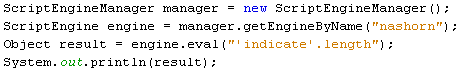 ScriptEngineManager manager = new ScriptEngineManager();
ScriptEngine engine = manager.getEngineByName("nashorn");
Object result = engine.eval("'indicate'.length");
System.out.println(result);